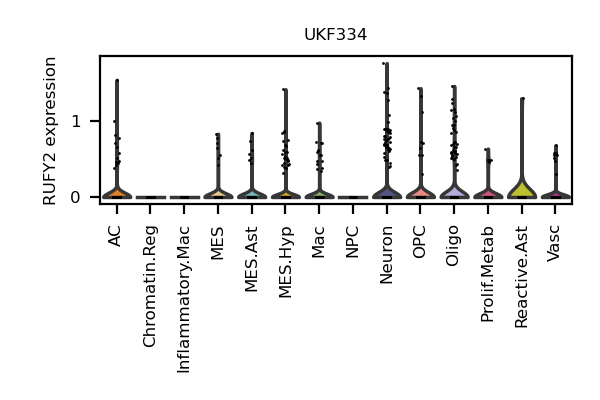 UKF334
RUFY2 expression
1
0
AC
Chromatin.Reg
Inflammatory.Mac
MES
MES.Ast
MES.Hyp
Mac
NPC
Neuron
OPC
Oligo
Prolif.Metab
Reactive.Ast
Vasc